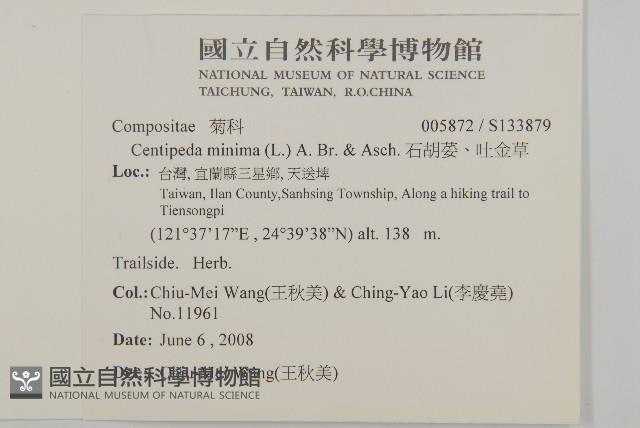 國立自然科學博物館
NATIONAL MUSEUM OF NATURAL SCIENCE
TAICHUNG, TAIWAN, R.O.CHINA
Compositae 菊科 005872 / S133879
Centipeda minima (L.) A. Br. & Asch. 石胡荽、吐金草
Loc.: 台灣, 宜蘭縣三星鄉, 天送埤
Taiwan, Ilan County,Sanhsing Township, Along a hiking trail to
Tiensongpi
(121°37'17”E , 24°39'38”N) alt. 138 m.
Trailside. Herb.
Col.: Chiu-Mei Wang(王秋美) & Ching-Yao Li(李慶堯)
No.11961
Date: June 6 , 2008
Det.: Chiu-Mei Wang(王秋美)
國立自然科學博物館
NATIONAL MUSEUM OF NATURAL SCIENCE